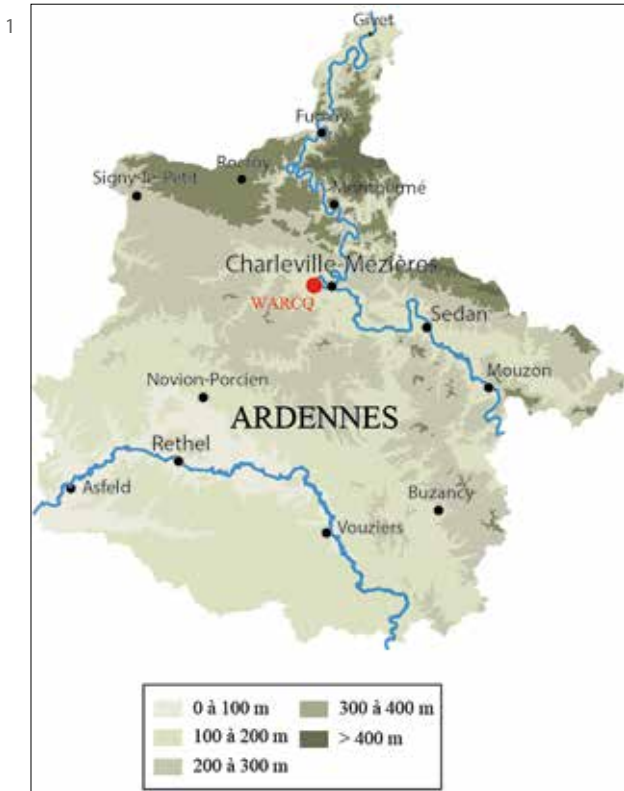 1
Givet
Fumay
Rocroy
Signy-le-Petit
Monthermé
Charleville-Mézières
WARCQ
Sedan
Mouzon
Novion-Porcien
ARDENNES
Rethel
Asfeld
Buzancy
Vouziers
0 à 100 m
100 à 200 m
200 à 300 m
300 à 400 m
> 400 m